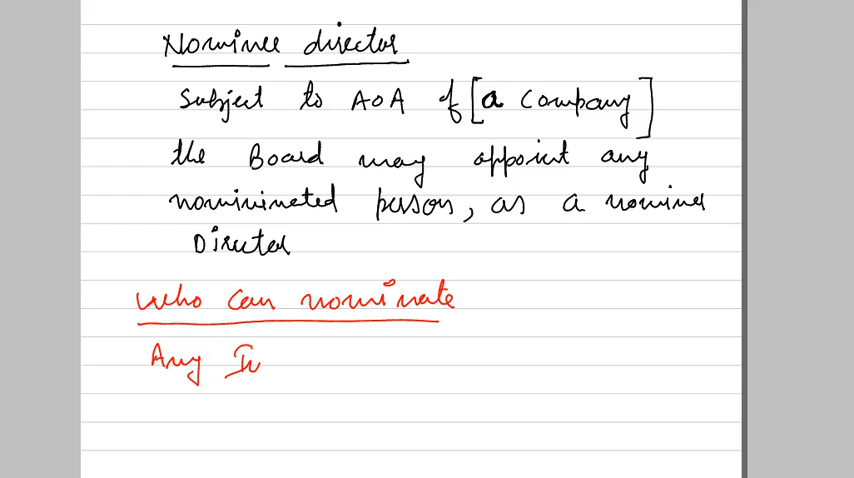 Nominee director
Subject to AOA of [a company]
the Board may appoint any
nomininated person, as a nominee
Director
Who can nominate
Any In